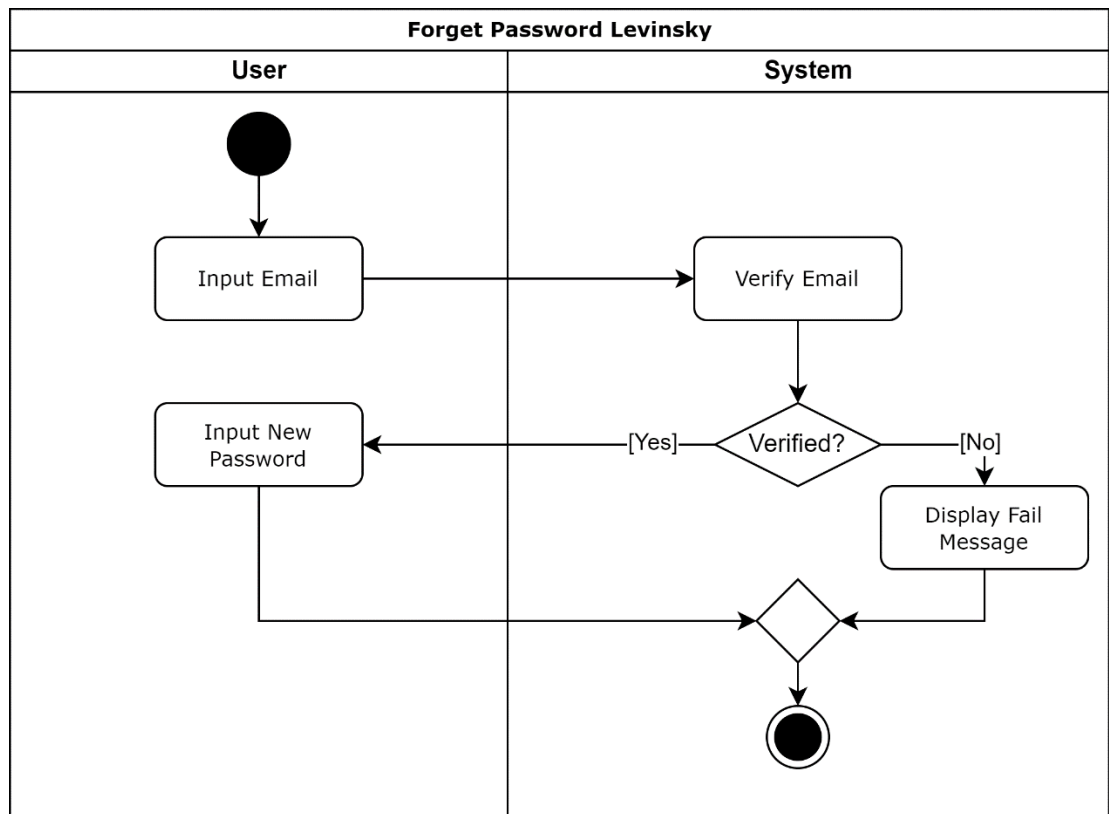 Forget Password Levinsky
User
System
Input Email
Verify Email
Input New
Password
[Yes]
Verified?
[No]
Display Fail
Message